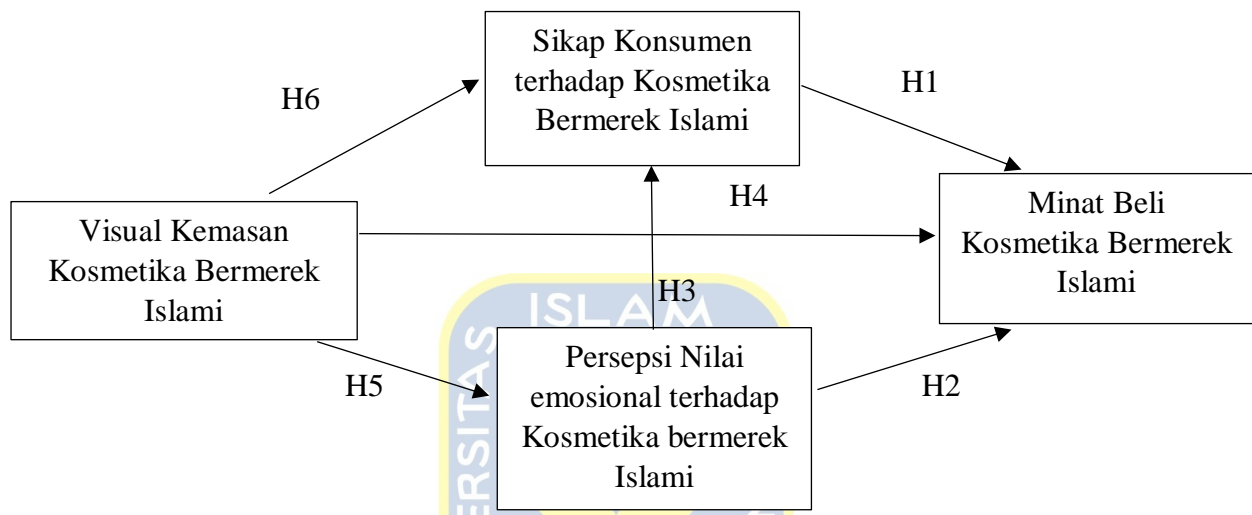 Sikap Konsumen
terhadap Kosmetika
Bermerek Islami
H6
H1
H4
Visual Kemasan
Kosmetika Bermerek
Islami
Minat Beli
Kosmetika Bermerek
Islami
H3
H5
H2
Persepsi Nilai
emosional terhadap
Kosmetika bermerek
Islami
ISLAM
ERSITAS